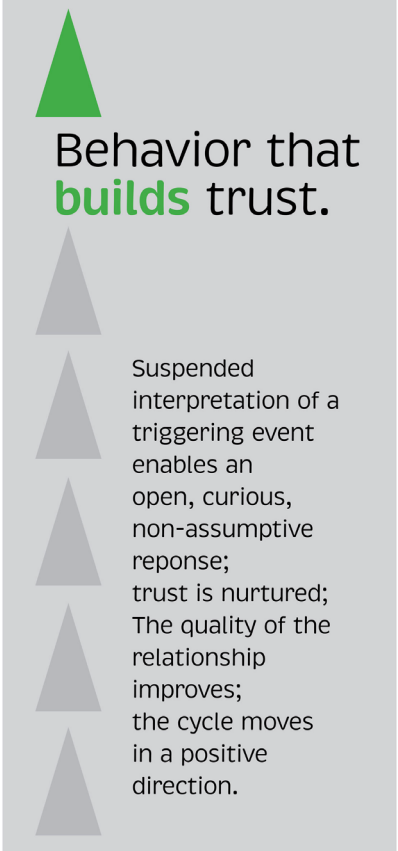 Behavior that
builds trust.
Suspended
interpretation of a
triggering event
enables an
open, curious,
non-assumptive
reponse;
trust is nurtured;
The quality of the
relationship
improves;
the cycle moves
in a positive
direction.